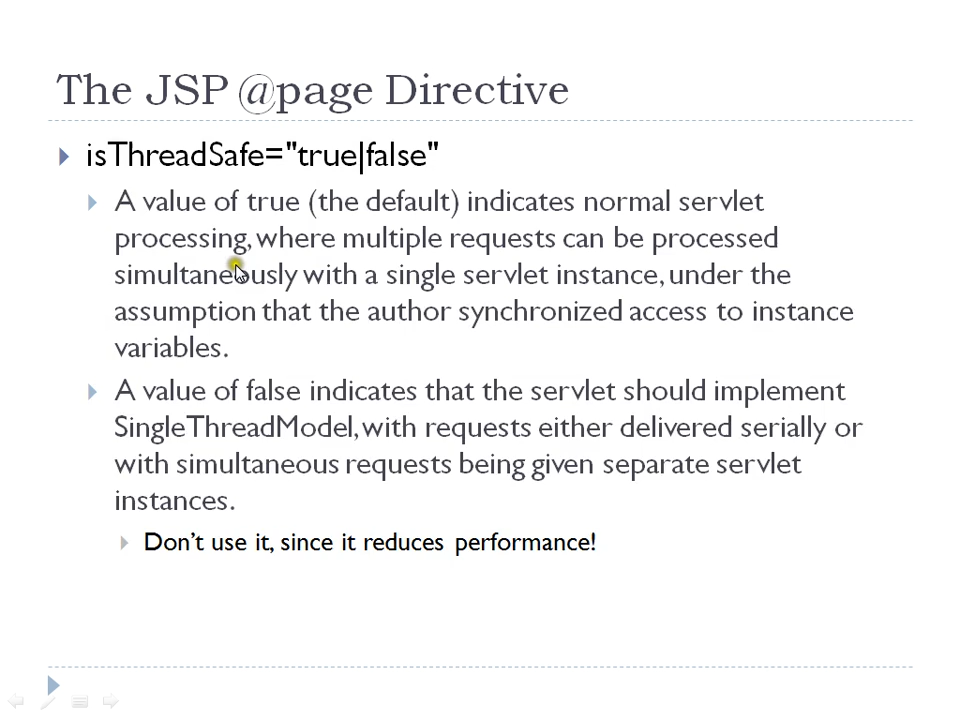 The JSP @page Directive
isThreadSafe="true|false"
A value of true (the default) indicates normal servlet
processing, where multiple requests can be processed
simultaneously with a single servlet instance, under the
assumption that the author synchronized access to instance
variables.
A value of false indicates that the servlet should implement
SingleThreadModel, with requests either delivered serially or
with simultaneous requests being given separate servlet
instances.
Don't use it, since it reduces performance!